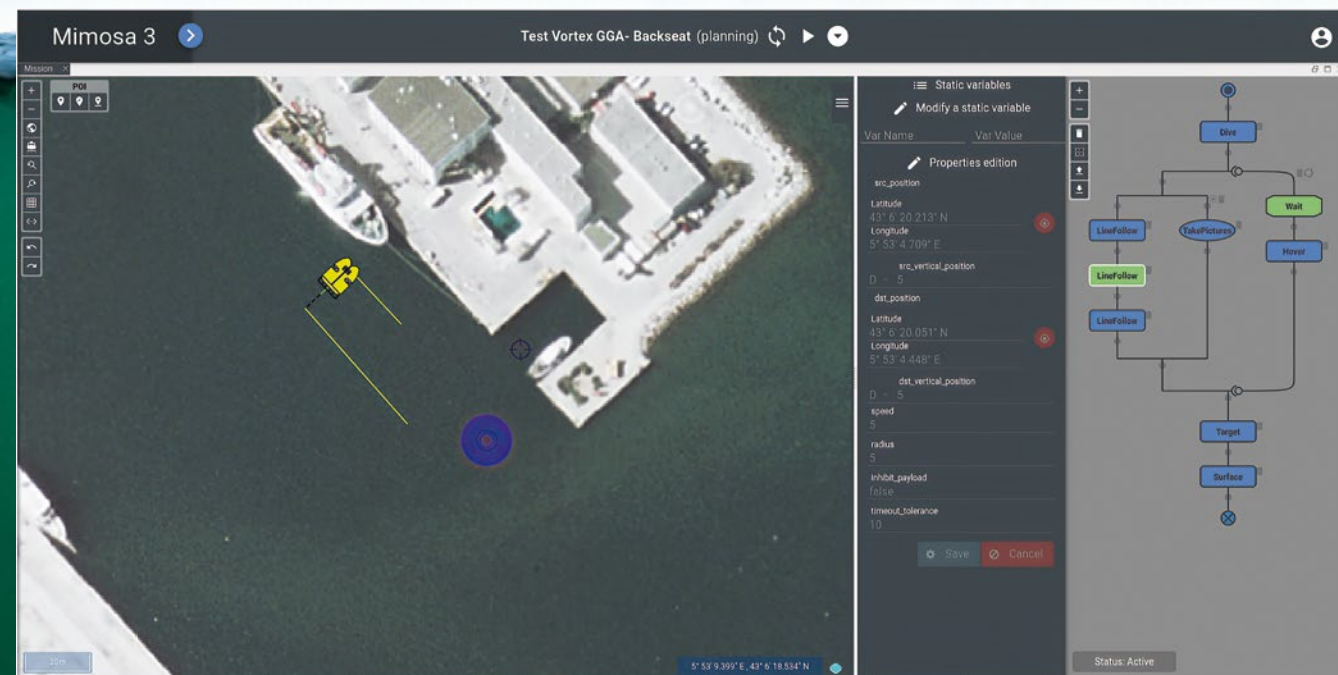 Mimosa 3
Test Vortex GGA- Backseat (planning)
Mission ×
POI
Static variables
Modify a static variable
Var Name Var Value
Properties edition
src_position
Latitude
43° 6' 20.213" N
Longitude
5° 53' 4.709" E
src_vertical_position
D - 5
dst_position
Latitude
43° 6' 20.051" N
Longitude
5° 53' 4.448" E
dst_vertical_position
D - 5
speed
5
radius
5
inhibit_payload
false
timeout_tolerance
10
Save Cancel
Dive
Wait
LineFollow TakePictures
Hover
LineFollow
LineFollow
Target
Surface
20m
5° 53' 9.399" E , 43° 6' 18.534" N
Status: Active